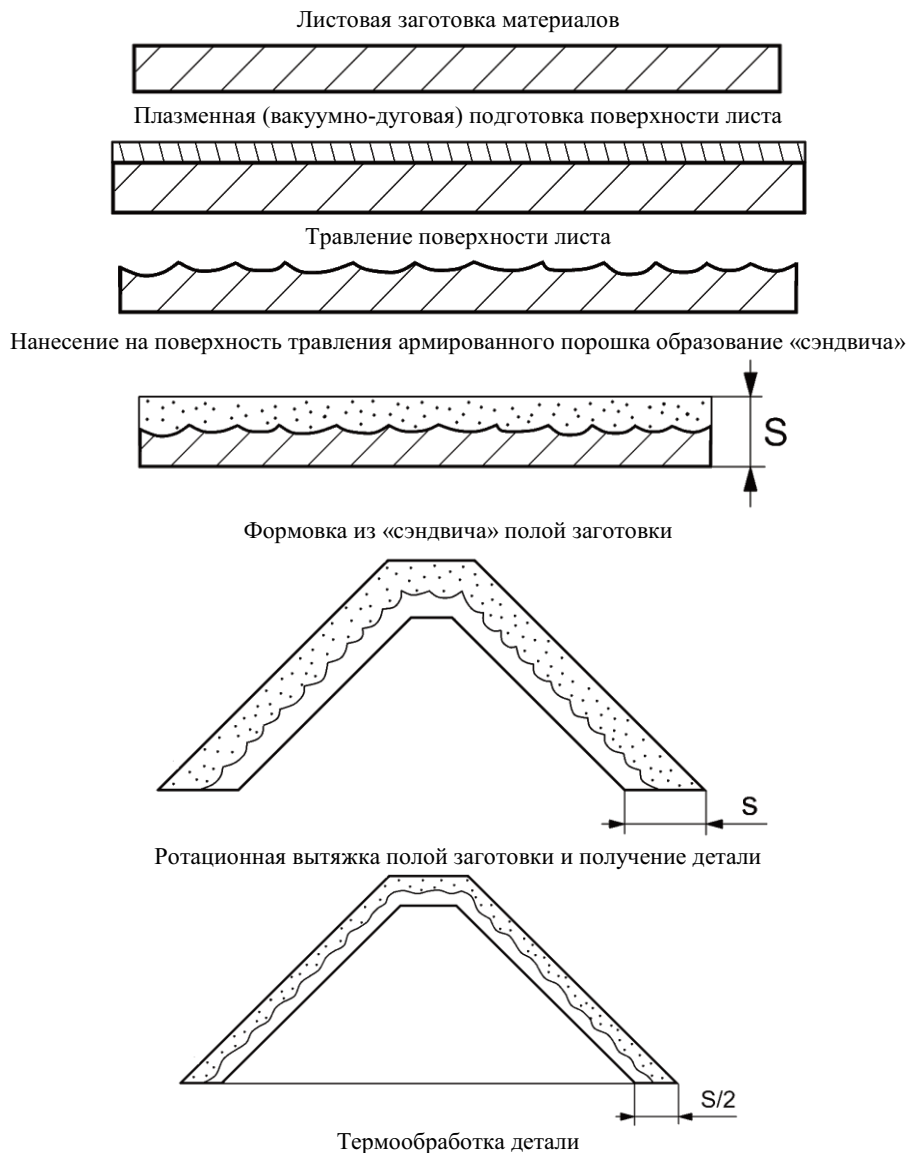 Листовая заготовка материалов
Плазменная (вакуумно-дуговая) подготовка поверхности листа
Травление поверхности листа
Нанесение на поверхность травления армированного порошка образование «сэндвича»
S
Формовка из «сэндвича» полой заготовки
s
Ротационная вытяжка полой заготовки и получение детали
S/2
Термообработка детали